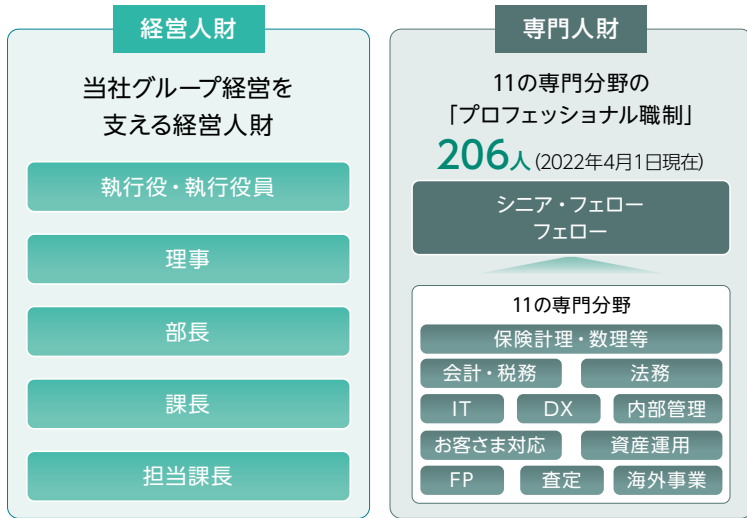 経営人財
当社グループ経営を
支える経営人財
執行役・執行役員
理事
部長
課長
担当課長
専門人財
11の専門分野の
「プロフェッショナル職制」
206人(2022年4月1日現在)
シニア・フェロー
フェロー
11の専門分野
保険計理・数理等
会計・税務 法務
IT DX 内部管理
お客さま対応 資産運用
FP 査定 海外事業